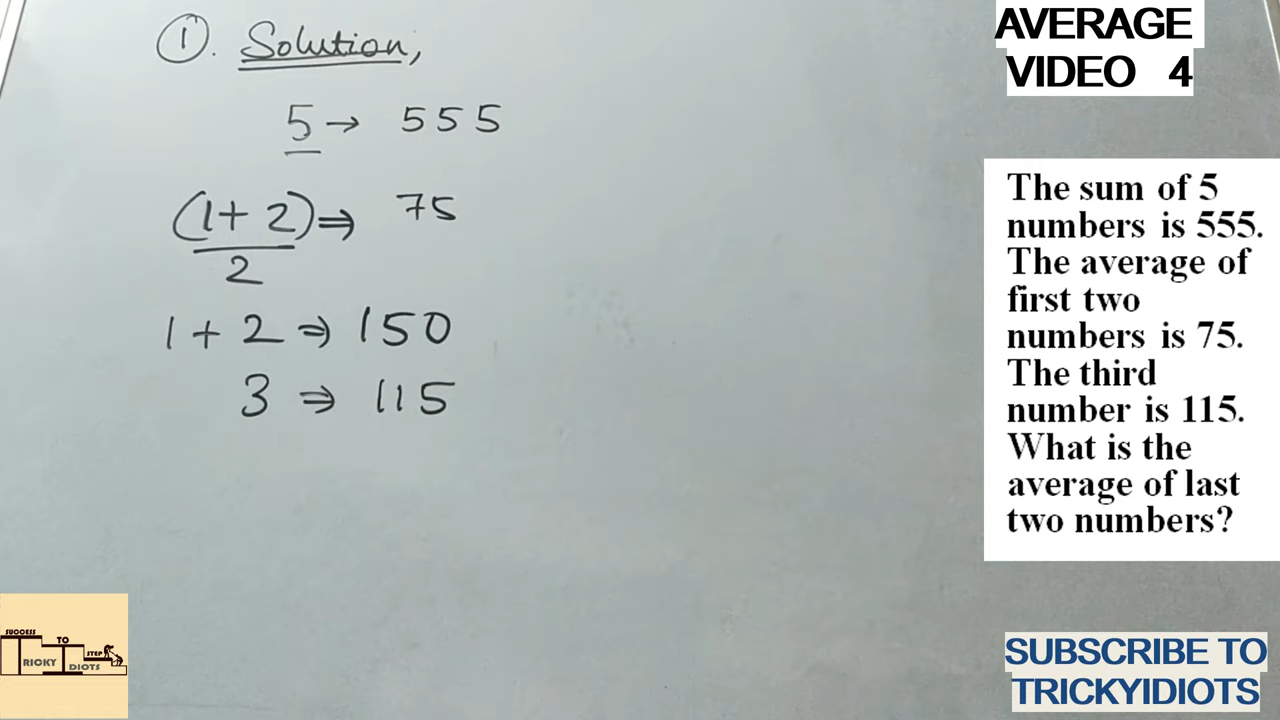 ①. Solution,
5 → 555
(1+2) ⇒ 75
2
1 + 2 ⇒ 150
3 ⇒ 115
AVERAGE
VIDEO 4
The sum of 5
numbers is 555.
The average of
first two
numbers is 75.
The third
number is 115.
What is the
average of last
two numbers?
SUCCESS
TO
STEP
TRICKY IDIOTS
SUBSCRIBE TO
TRICKYIDIOTS